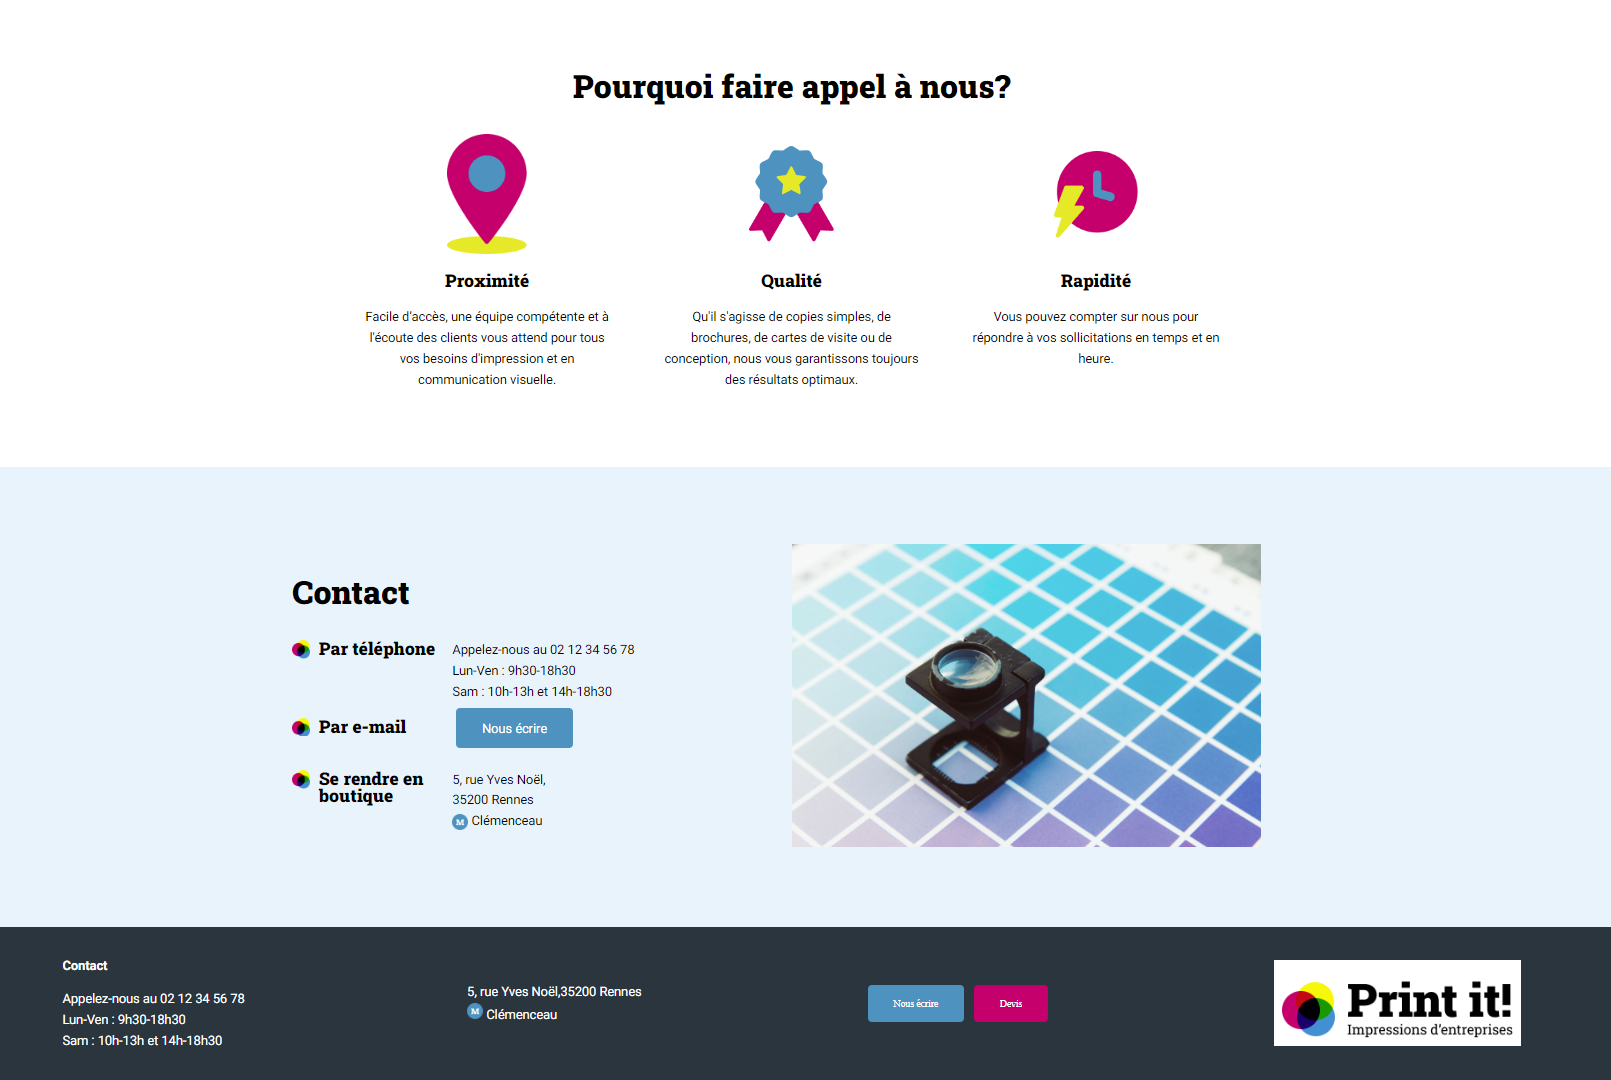 Pourquoi faire appel à nous?
Proximité
Facile d'accès, une équipe compétente et à
l'écoute des clients vous attend pour tous
vos besoins d'impression et en
communication visuelle.
Qualité
Qu'il s'agisse de copies simples, de
brochures, de cartes de visite ou de
conception, nous vous garantissons toujours
des résultats optimaux.
Rapidité
Vous pouvez compter sur nous pour
répondre à vos sollicitations en temps et en
heure.
Contact
Par téléphone
Appelez-nous au 02 12 34 56 78
Lun-Ven : 9h30-18h30
Sam : 10h-13h et 14h-18h30
Par e-mail
Nous écrire
Se rendre en
boutique
5, rue Yves Noël,
35200 Rennes
M Clémenceau
Contact
Appelez-nous au 02 12 34 56 78
Lun-Ven : 9h30-18h30
Sam : 10h-13h et 14h-18h30
5, rue Yves Noël,35200 Rennes
M Clémenceau
Nous écrire
Devis
Print it!
Impressions d'entreprises